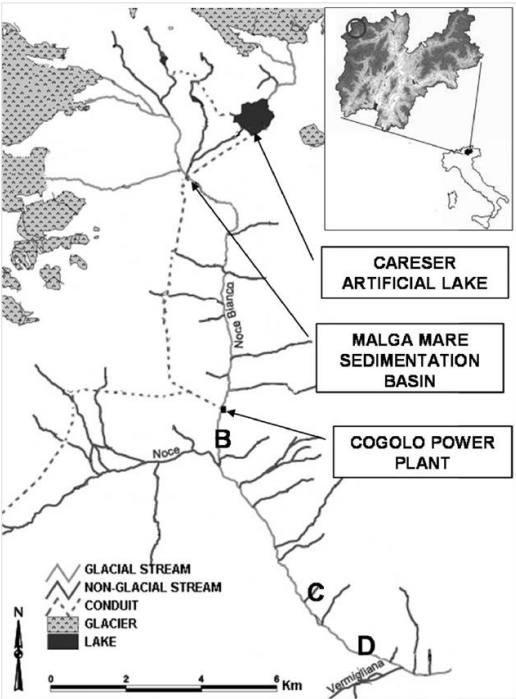 CARESER
ARTIFICIAL LAKE
Noce Bianco
MALGA MARE
SEDIMENTATION
BASIN
B
COGOLO POWER
PLANT
Noce
GLACIAL STREAM
NON-GLACIAL STREAM
CONDUIT
GLACIER
LAKE
C
D
Vermigliana
N
S
0 2 4 6 Km